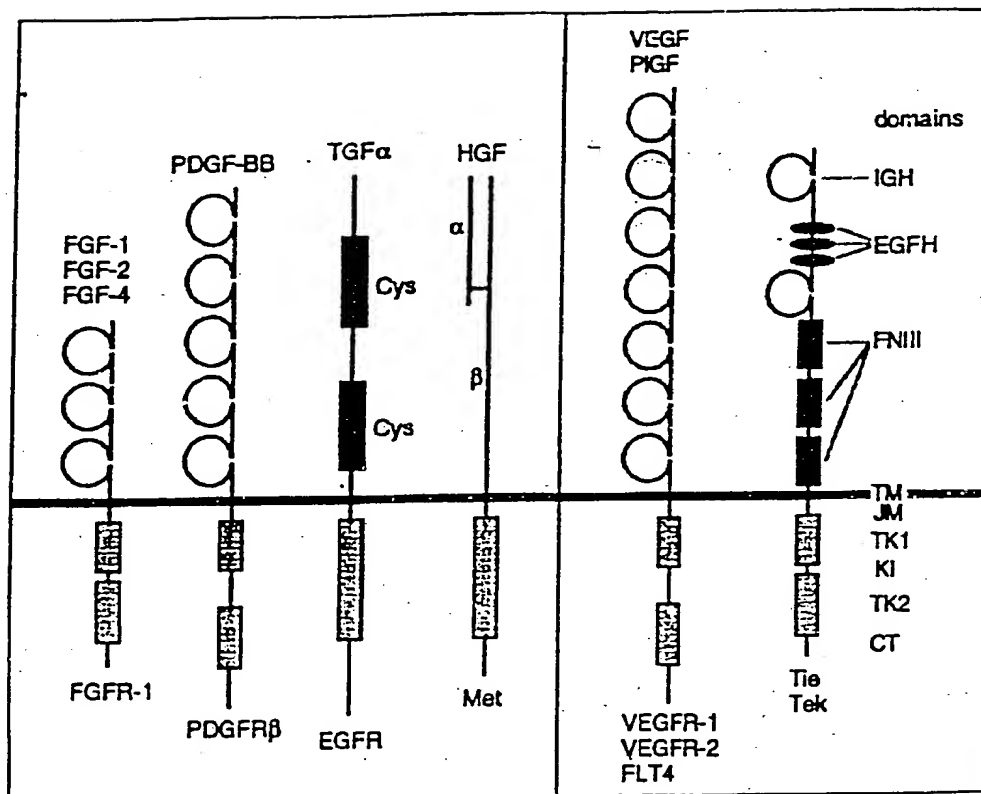 FGF-1
FGF-2
FGF-4
FGFR-1
PDGF-BB
PDGFRβ
TGFα
Cys
Cys
EGFR
HGF
α
β
Met
VEGF
PlGF
VEGFR-1
VEGFR-2
FLT4
domains
IGH
EGFH
FNIII
TM
JM
TK1
KI
TK2
CT
Tie
Tek